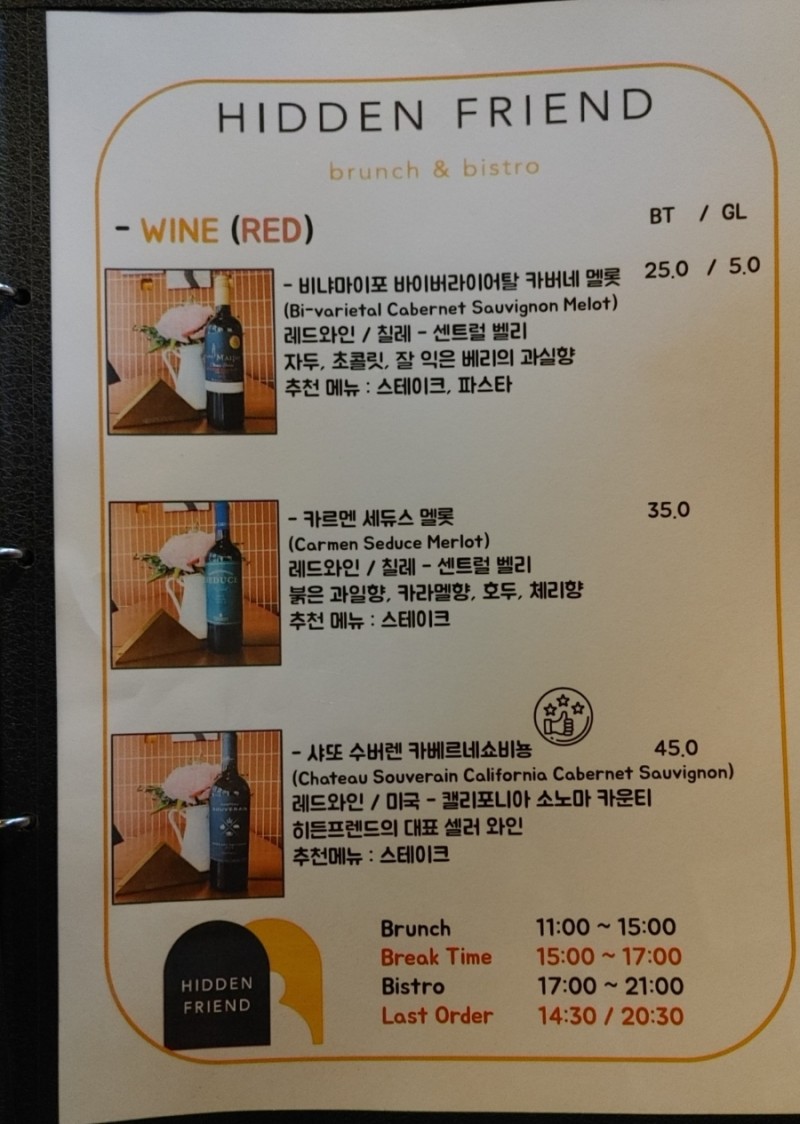 HIDDEN FRIEND
brunch & bistro
- WINE (RED)
BT / GL
- 비냐마이포 바이버라이어탈 카버네 멜롯 25.0 / 5.0
(Bi-varietal Cabernet Sauvignon Melot)
레드와인 / 칠레 - 센트럴 벨리
자두, 초콜릿, 잘 익은 베리의 과실향
추천 메뉴 : 스테이크, 파스타
- 카르멘 세듀스 멜롯 35.0
(Carmen Seduce Merlot)
레드와인 / 칠레 - 센트럴 벨리
붉은 과일향, 카라멜향, 호두, 체리향
추천 메뉴 : 스테이크
- 샤또 수버렌 카베르네쇼비뇽 45.0
(Chateau Souverain California Cabernet Sauvignon)
레드와인 / 미국 - 캘리포니아 소노마 카운티
히든프렌드의 대표 셀러 와인
추천메뉴 : 스테이크
HIDDEN
FRIEND
Brunch 11:00 ~ 15:00
Break Time 15:00 ~ 17:00
Bistro 17:00 ~ 21:00
Last Order 14:30 / 20:30